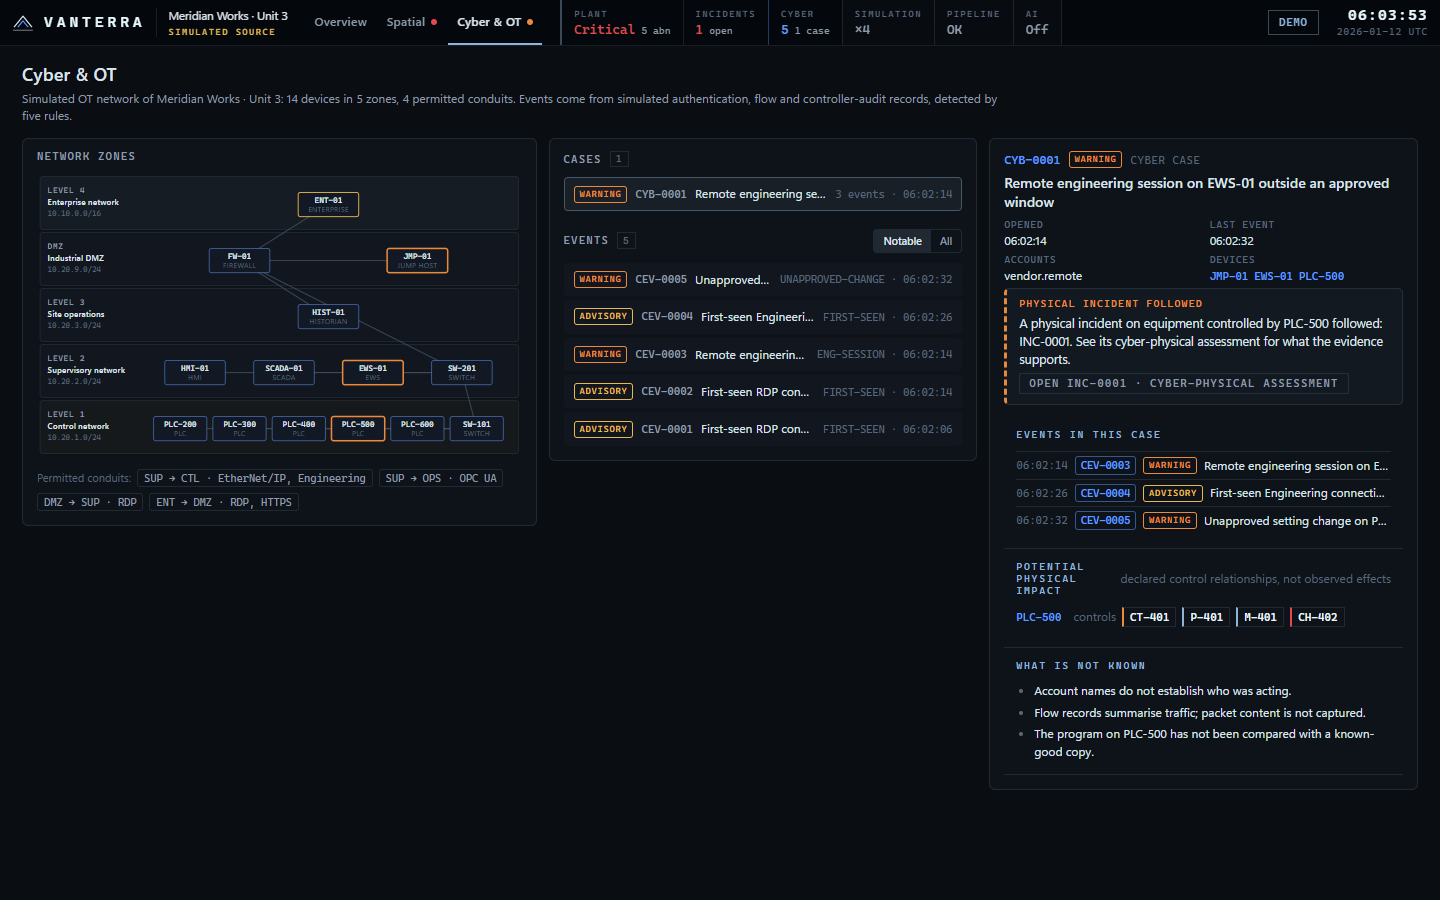 VANTERRA
Meridian Works · Unit 3
SIMULATED SOURCE
Overview
Spatial
Cyber & OT
PLANT
Critical 5 abn
INCIDENTS
1 open
CYBER
5 1 case
SIMULATION
×4
PIPELINE
OK
AI
Off
DEMO
06:03:53
2026-01-12 UTC
Cyber & OT
Simulated OT network of Meridian Works · Unit 3: 14 devices in 5 zones, 4 permitted conduits. Events come from simulated authentication, flow and controller-audit records, detected by
five rules.
NETWORK ZONES
LEVEL 4
Enterprise network
10.10.0.0/16
ENT-01
ENTERPRISE
DMZ
Industrial DMZ
10.20.9.0/24
FW-01
FIREWALL
JMP-01
JUMP HOST
LEVEL 3
Site operations
10.20.3.0/24
HIST-01
HISTORIAN
LEVEL 2
Supervisory network
10.20.2.0/24
HMI-01
HMI
SCADA-01
SCADA
EWS-01
EWS
SW-201
SWITCH
LEVEL 1
Control network
10.20.1.0/24
PLC-200
PLC
PLC-300
PLC
PLC-400
PLC
PLC-500
PLC
PLC-600
PLC
SW-101
SWITCH
Permitted conduits: SUP → CTL · EtherNet/IP, Engineering SUP → OPS · OPC UA
DMZ → SUP · RDP ENT → DMZ · RDP, HTTPS
CASES 1
WARNING CYB-0001 Remote engineering se... 3 events · 06:02:14
EVENTS 5
Notable All
WARNING CEV-0005 Unapproved... UNAPPROVED-CHANGE · 06:02:32
ADVISORY CEV-0004 First-seen Engineeri... FIRST-SEEN · 06:02:26
WARNING CEV-0003 Remote engineerin... ENG-SESSION · 06:02:14
ADVISORY CEV-0002 First-seen RDP con... FIRST-SEEN · 06:02:14
ADVISORY CEV-0001 First-seen RDP con... FIRST-SEEN · 06:02:06
CYB-0001 WARNING CYBER CASE
Remote engineering session on EWS-01 outside an approved
window
OPENED
06:02:14
LAST EVENT
06:02:32
ACCOUNTS
vendor.remote
DEVICES
JMP-01 EWS-01 PLC-500
PHYSICAL INCIDENT FOLLOWED
A physical incident on equipment controlled by PLC-500 followed:
INC-0001. See its cyber-physical assessment for what the evidence
supports.
OPEN INC-0001 · CYBER-PHYSICAL ASSESSMENT
EVENTS IN THIS CASE
06:02:14 CEV-0003 WARNING Remote engineering session on E...
06:02:26 CEV-0004 ADVISORY First-seen Engineering connecti...
06:02:32 CEV-0005 WARNING Unapproved setting change on P...
POTENTIAL
PHYSICAL
IMPACT
declared control relationships, not observed effects
PLC-500 controls CT-401 P-401 M-401 CH-402
WHAT IS NOT KNOWN
• Account names do not establish who was acting.
• Flow records summarise traffic; packet content is not captured.
• The program on PLC-500 has not been compared with a known-
good copy.